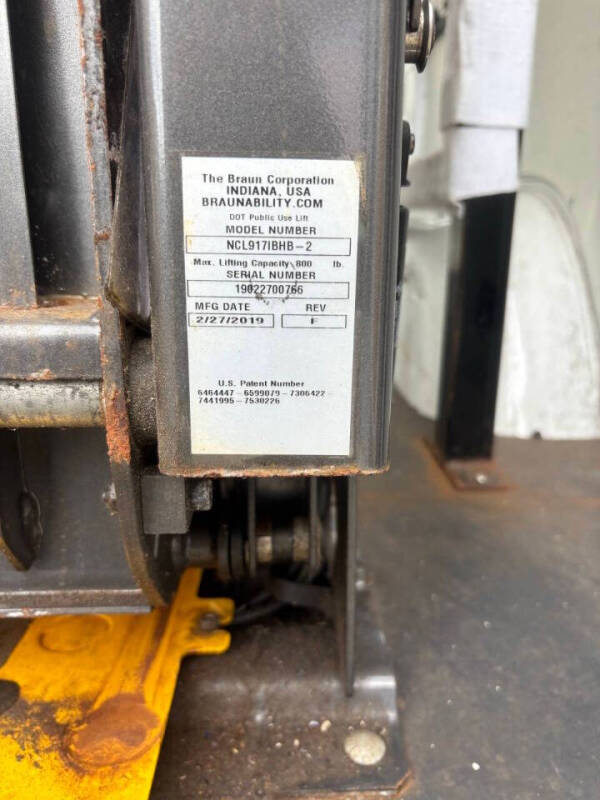 The Braun Corporation
INDIANA, USA
BRAUNABILITY.COM
DOT Public Use Lift
MODEL NUMBER
NCL917IBHB-2
Max. Lifting Capacity 800 lb.
SERIAL NUMBER
19022700766
MFG DATE REV
2/27/2019 F
U.S. Patent Number
6464447 - 6599079 - 7306422 -
7441995 - 7530226